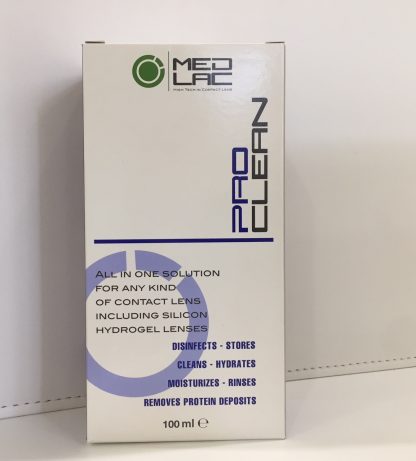 MED
LAC
High Tech in Contact Lens
PRO
CLEAN
All in one solution
for any kind
of contact lens
including silicon
hydrogel lenses
DISINFECTS - STORES
CLEANS - HYDRATES
MOISTURIZES - RINSES
REMOVES PROTEIN DEPOSITS
100 ml ℮